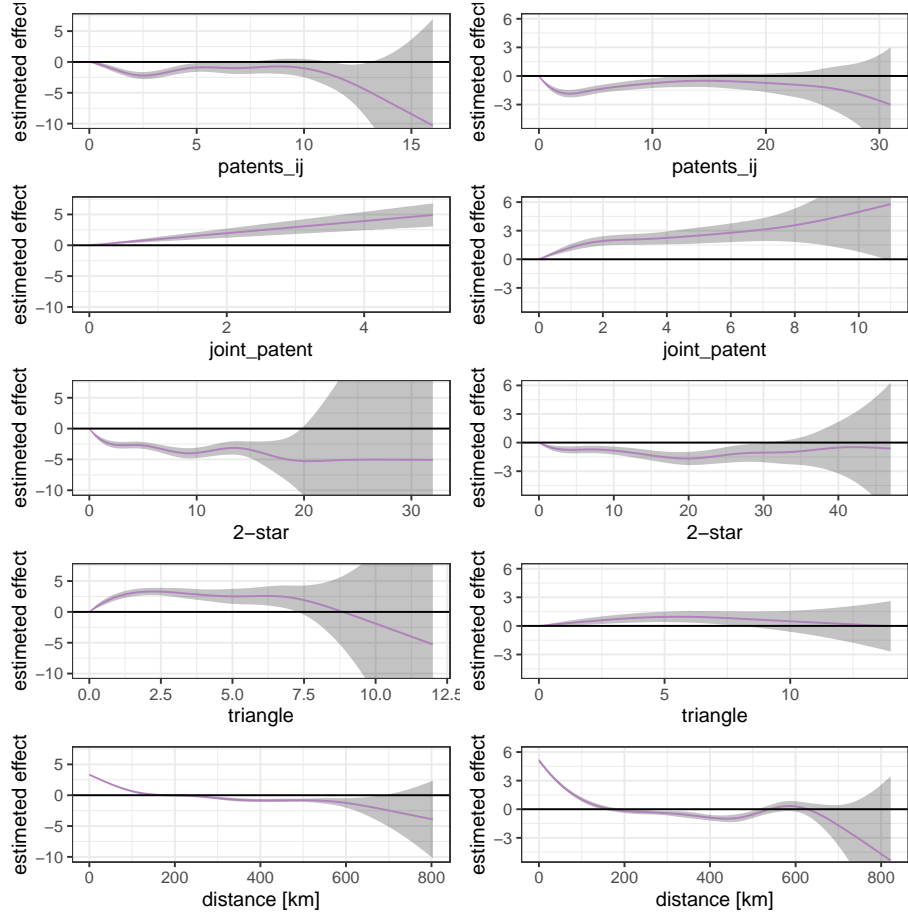 estimeted effect
5
0
−5
−10
0 5 10 15
patents_ij
estimeted effect
6
3
0
−3
0 10 20 30
patents_ij
estimeted effect
5
0
−5
−10
0 2 4
joint_patent
estimeted effect
6
3
0
−3
0 2 4 6 8 10
joint_patent
estimeted effect
5
0
−5
−10
0 10 20 30
2−star
estimeted effect
6
3
0
−3
0 10 20 30 40
2−star
estimeted effect
5
0
−5
−10
0.0 2.5 5.0 7.5 10.0 12.5
triangle
estimeted effect
6
3
0
−3
0 5 10
triangle
estimeted effect
5
0
−5
−10
0 200 400 600 800
distance [km]
estimeted effect
6
3
0
−3
0 200 400 600 800
distance [km]